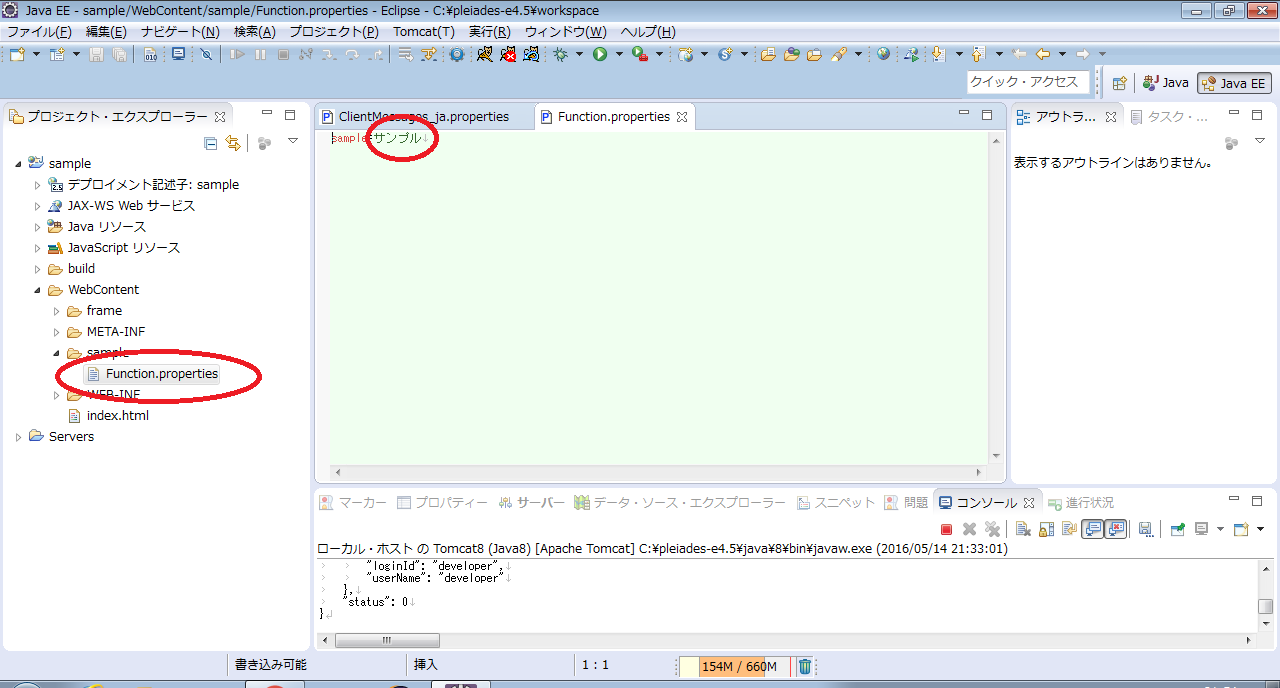 Java EE - sample/WebContent/sample/Function.properties - Eclipse - C:¥pleiades-e4.5¥workspace
ファイル(F) 編集(E) ナビゲート(N) 検索(A) プロジェクト(P) Tomcat(T) 実行(R) ウィンドウ(W) ヘルプ(H)
クイック・アクセス
Java
Java EE
プロジェクト・エクスプローラー
sample
デプロイメント記述子: sample
JAX-WS Web サービス
Java リソース
JavaScript リソース
build
WebContent
frame
META-INF
sample
Function.properties
WEB-INF
index.html
Servers
ClientMessages_ja.properties
Function.properties
sample=サンプル↓
アウトラ...
タスク・...
表示するアウトラインはありません。
マーカー プロパティー サーバー データ・ソース・エクスプローラー スニペット 問題 コンソール 進行状況
ローカル・ホスト の Tomcat8 (Java8) [Apache Tomcat] C:¥pleiades-e4.5¥java¥8¥bin¥javaw.exe (2016/05/14 21:33:01)
"loginId": "developer",↓
"userName": "developer"↓
},↓
"status": 0↓
}↵
書き込み可能 挿入 1 : 1 154M / 660M